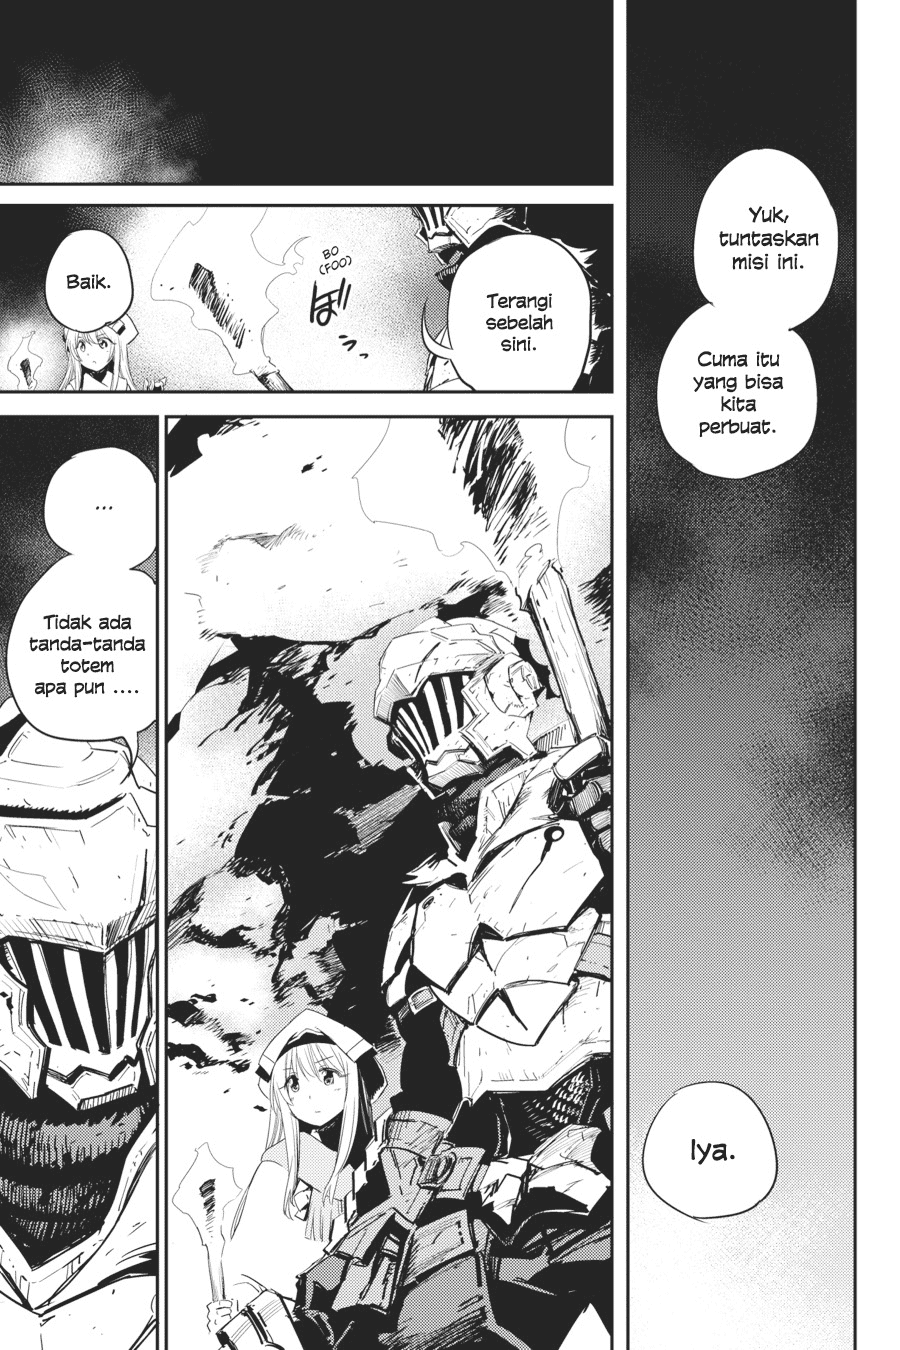 Yuk,
tuntaskan
misi ini.
Cuma itu
yang bisa
kita
perbuat.
Iya.
Terangi
sebelah
sini.
BO
(FOO)
ぼッ
Baik.
...
Tidak ada
tanda-tanda
totem
apa pun ....